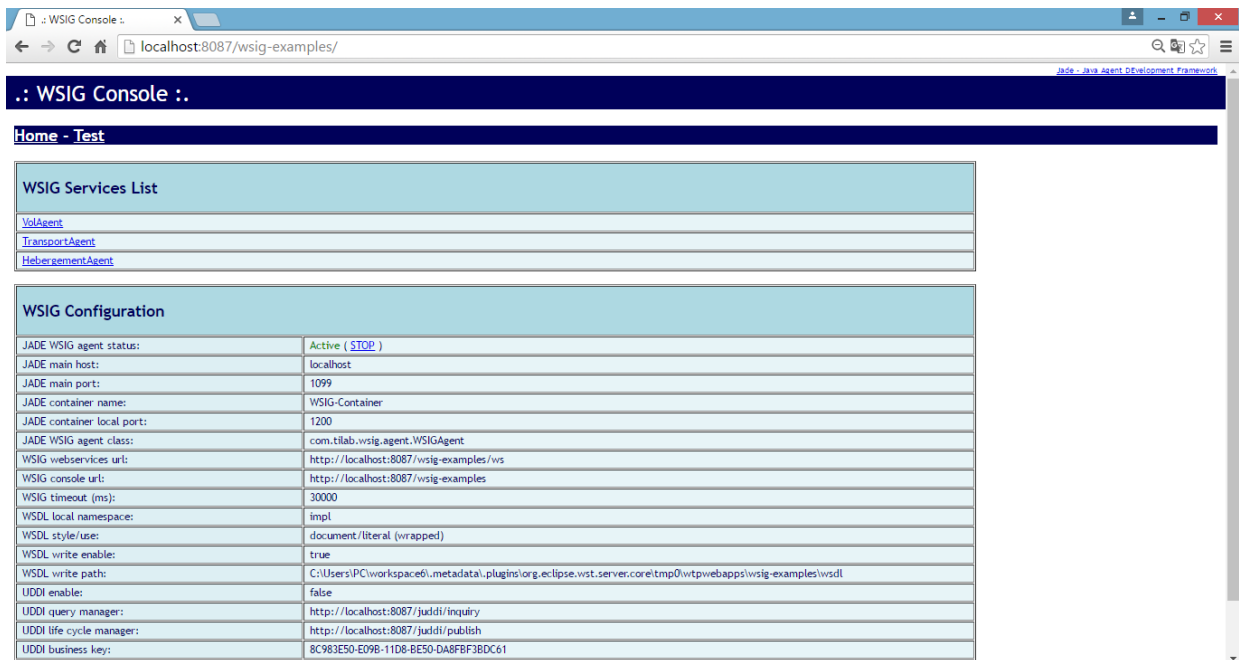 .: WSIG Console :.
localhost:8087/wsig-examples/
Jade - Java Agent DEvelopment Framework
.: WSIG Console :.
Home - Test
WSIG Services List
VolAgent
TransportAgent
HebergementAgent
WSIG Configuration
JADE WSIG agent status: Active ( STOP )
JADE main host: localhost
JADE main port: 1099
JADE container name: WSIG-Container
JADE container local port: 1200
JADE WSIG agent class: com.tilab.wsig.agent.WSIGAgent
WSIG webservices url: http://localhost:8087/wsig-examples/ws
WSIG console url: http://localhost:8087/wsig-examples
WSIG timeout (ms): 30000
WSDL local namespace: impl
WSDL style/use: document/literal (wrapped)
WSDL write enable: true
WSDL write path: C:\Users\PC\workspace6\.metadata\.plugins\org.eclipse.wst.server.core\tmp0\wtpwebapps\wsig-examples\wsdl
UDDI enable: false
UDDI query manager: http://localhost:8087/juddi/inquiry
UDDI life cycle manager: http://localhost:8087/juddi/publish
UDDI business key: 8C983E50-E09B-11D8-BE50-DA8FBF3BDC61